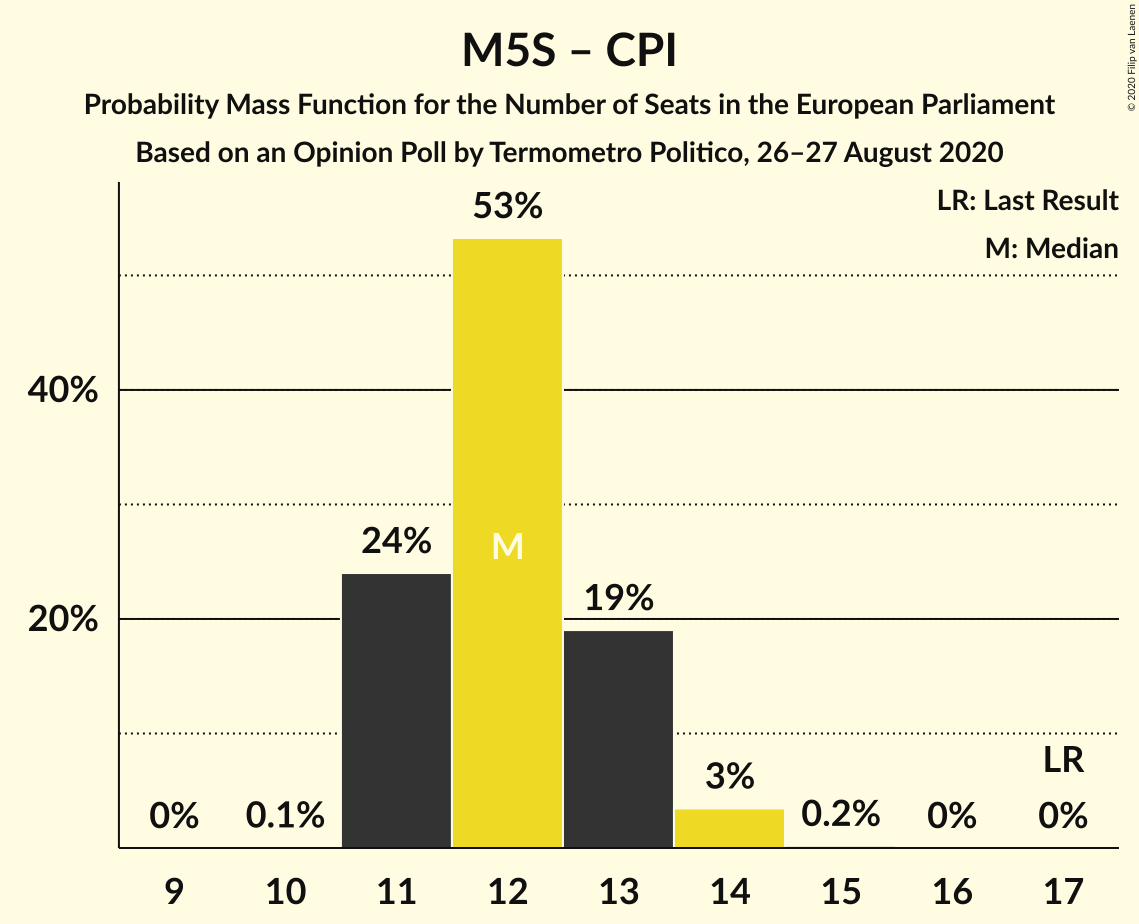 M5S – CPI
Probability Mass Function for the Number of Seats in the European Parliament
Based on an Opinion Poll by Termometro Politico, 26–27 August 2020
© 2020 Filip van Laenen
LR: Last Result
M: Median
53%
40%
24%
M
19%
20%
LR
3%
0%
0.1%
0.2%
0%
0%
9
10
11
12
13
14
15
16
17